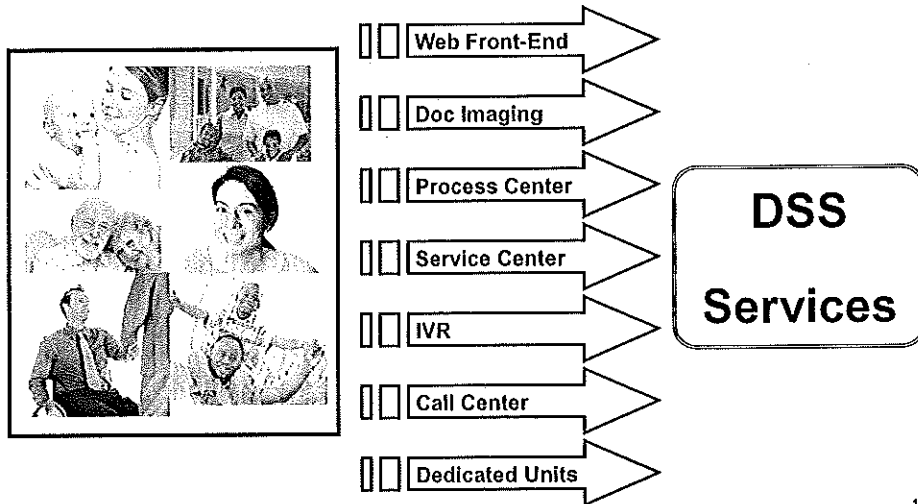 Web Front-End
Doc Imaging
Process Center
Service Center
IVR
Call Center
Dedicated Units
DSS
Services